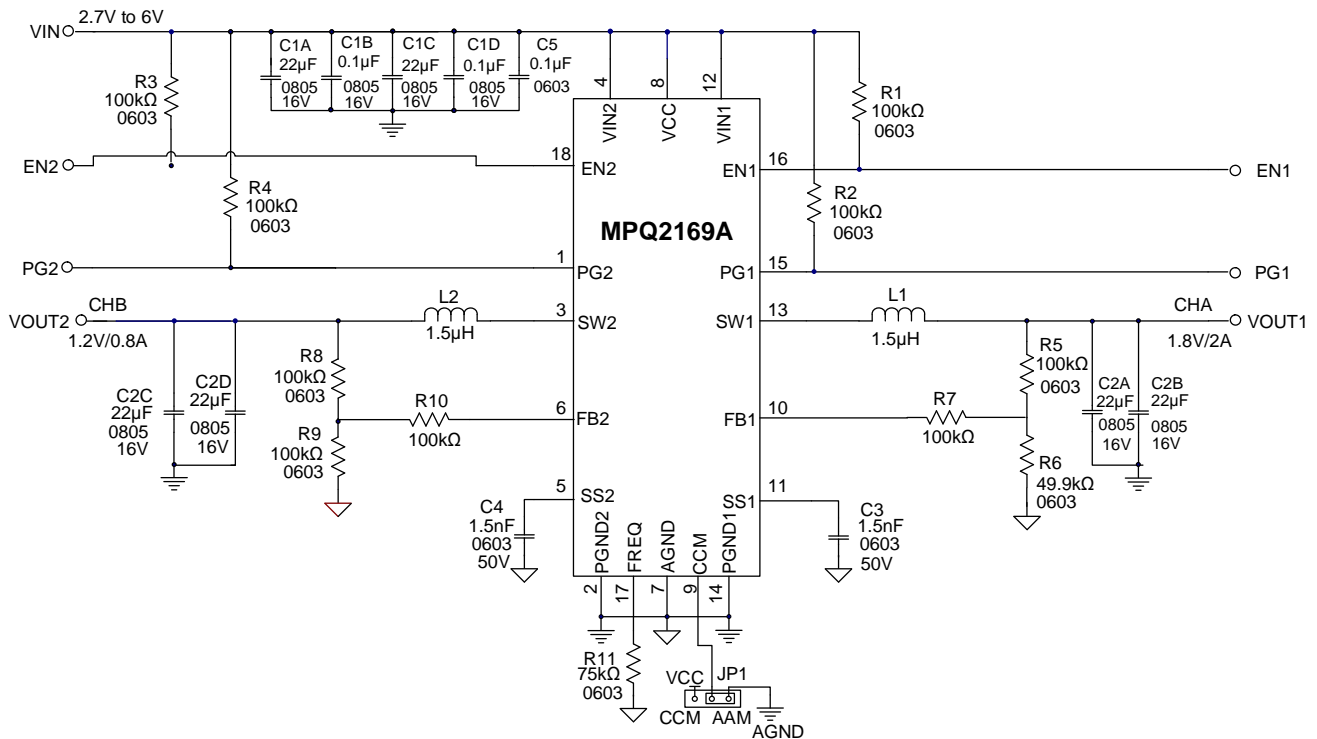 2.7V to 6V
VIN
R3
100kΩ
0603
C1A
22µF
0805
16V
C1B
0.1µF
0805
16V
C1C
22µF
0805
16V
C1D
0.1µF
0805
16V
C5
0.1µF
0603
4
8
12
VIN2
VCC
VIN1
R1
100kΩ
0603
EN2
18
EN2
EN1
16
EN1
R4
100kΩ
0603
R2
100kΩ
0603
MPQ2169A
PG2
1
PG2
PG1
15
PG1
CHB
VOUT2
1.2V/0.8A
L2
1.5µH
3
SW2
SW1
13
L1
1.5µH
CHA
VOUT1
1.8V/2A
C2C
22µF
0805
16V
C2D
22µF
0805
16V
R8
100kΩ
0603
R10
100kΩ
6
FB2
R9
100kΩ
0603
FB1
10
R7
100kΩ
R5
100kΩ
0603
R6
49.9kΩ
0603
C2A
22µF
0805
16V
C2B
22µF
0805
16V
5
SS2
C4
1.5nF
0603
50V
SS1
11
C3
1.5nF
0603
50V
PGND2
FREQ
AGND
CCM
PGND1
2
17
7
9
14
R11
75kΩ
0603
VCC
JP1
CCM
AAM
AGND